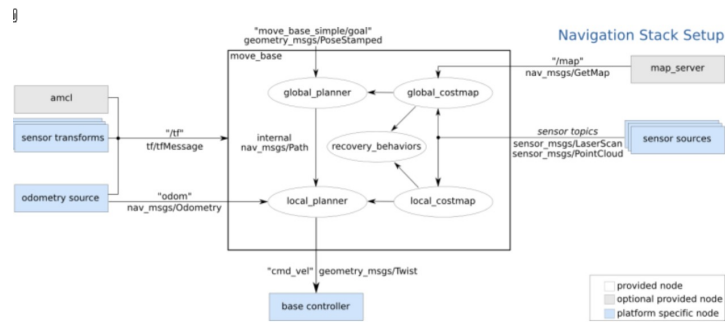 Navigation Stack Setup
"move_base_simple/goal"
geometry_msgs/PoseStamped
move_base
"/map"
nav_msgs/GetMap
map_server
amcl
global_planner
global_costmap
sensor transforms
"/tf"
tf/tfMessage
internal
nav_msgs/Path
recovery_behaviors
sensor topics
sensor_msgs/LaserScan
sensor_msgs/PointCloud
sensor sources
odometry source
"odom"
nav_msgs/Odometry
local_planner
local_costmap
"cmd_vel" geometry_msgs/Twist
base controller
provided node
optional provided node
platform specific node